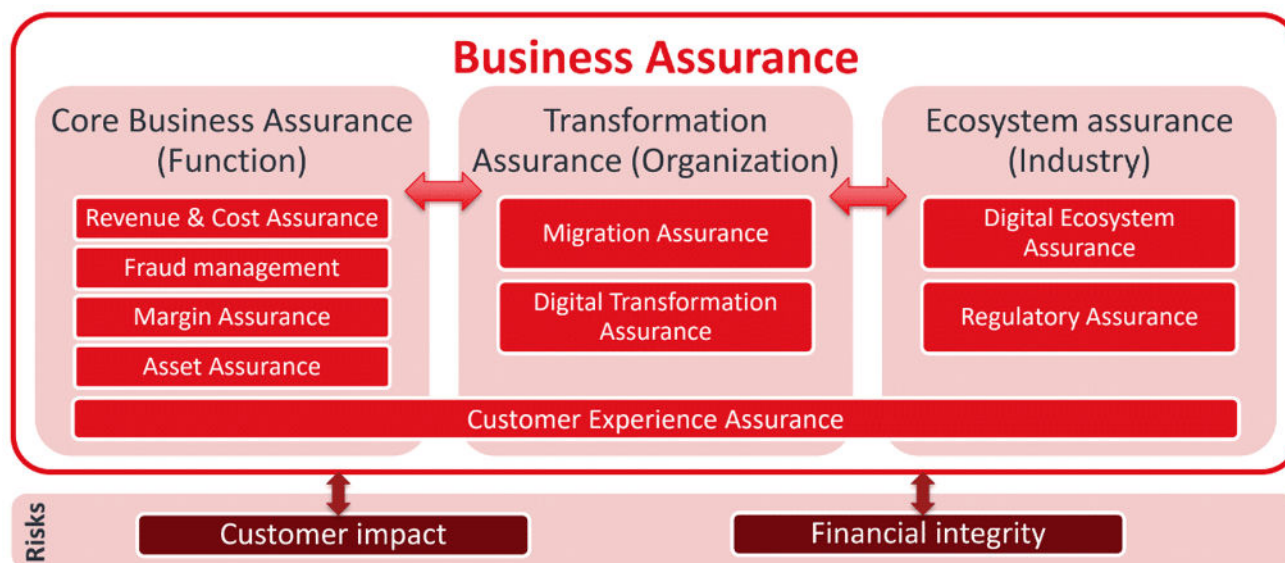 Business Assurance
Core Business Assurance
(Function)
Revenue & Cost Assurance
Fraud management
Margin Assurance
Asset Assurance
Transformation
Assurance (Organization)
Migration Assurance
Digital Transformation
Assurance
Ecosystem assurance
(Industry)
Digital Ecosystem
Assurance
Regulatory Assurance
Customer Experience Assurance
Risks
Customer impact
Financial integrity